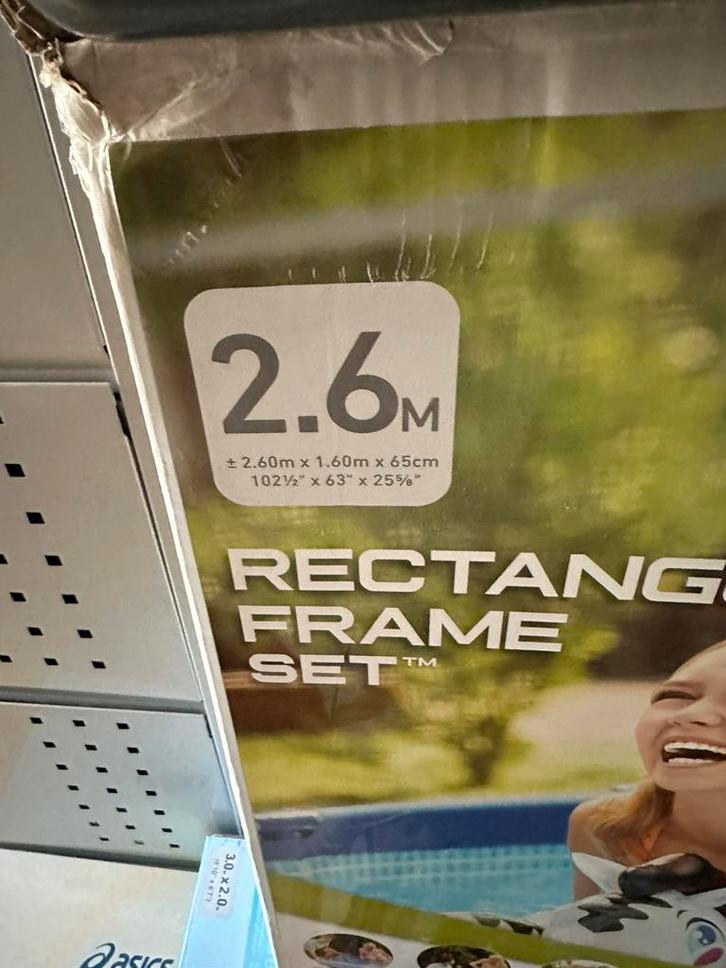 2.6M
± 2.60m x 1.60m x 65cm
102½" x 63" x 25⅝"
RECTANG
FRAME
SET™
3.0. x 2.0.
asics